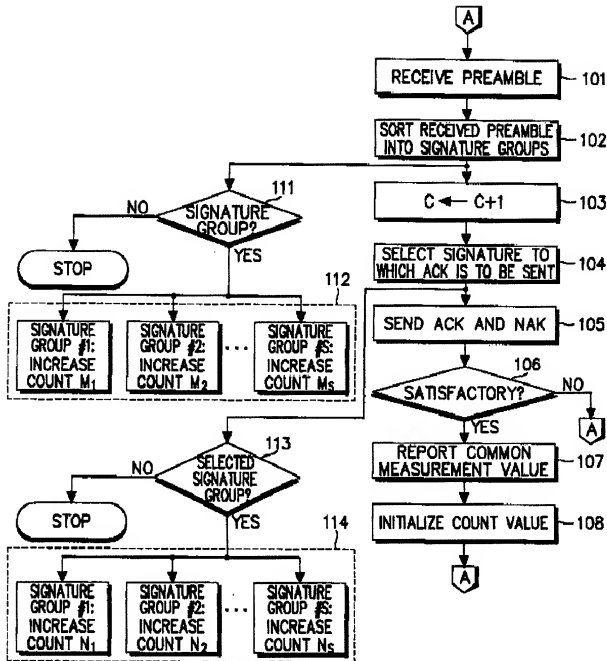 A
RECEIVE PREAMBLE
101
SORT RECEIVED PREAMBLE
INTO SIGNATURE GROUPS
102
111
NO
SIGNATURE
GROUP?
YES
STOP
C ← C+1
103
SELECT SIGNATURE TO
WHICH ACK IS TO BE SENT
104
112
SIGNATURE
GROUP #1:
INCREASE
COUNT M1
SIGNATURE
GROUP #2:
INCREASE
COUNT M2
...
SIGNATURE
GROUP #S:
INCREASE
COUNT MS
SEND ACK AND NAK
105
106
SATISFACTORY?
NO
A
YES
113
NO
SELECTED
SIGNATURE
GROUP?
YES
STOP
REPORT COMMON
MEASUREMENT VALUE
107
INITIALIZE COUNT VALUE
108
A
114
SIGNATURE
GROUP #1:
INCREASE
COUNT N1
SIGNATURE
GROUP #2:
INCREASE
COUNT N2
...
SIGNATURE
GROUP #S:
INCREASE
COUNT NS